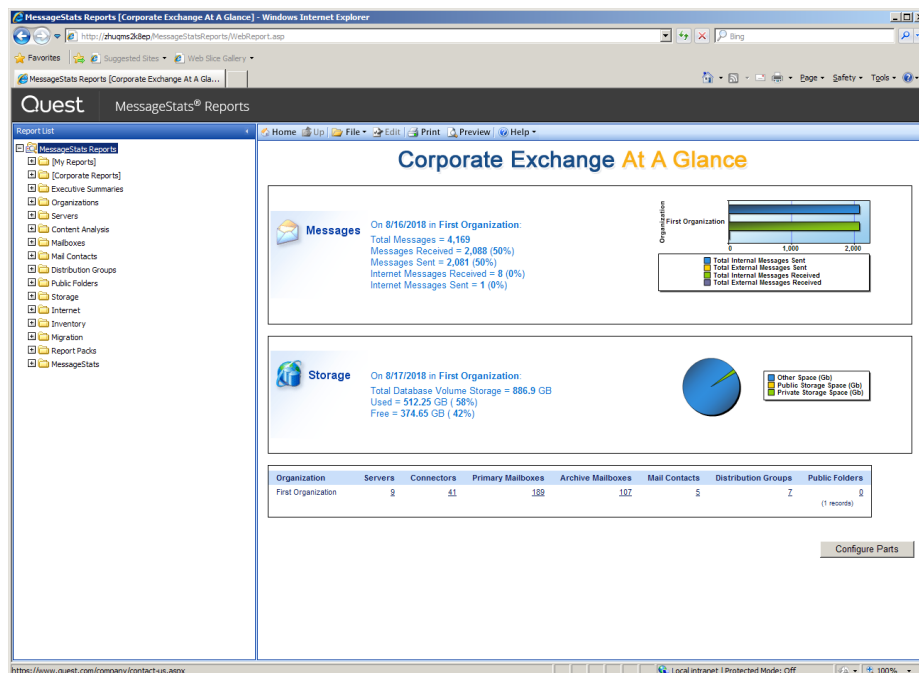 MessageStats Reports [Corporate Exchange At A Glance] - Windows Internet Explorer
http://zhuqms2k8ep/MessageStatsReports/WebReport.asp
Bing
Favorites Suggested Sites Web Slice Gallery
MessageStats Reports [Corporate Exchange At A Gla...
Page Safety Tools
Quest MessageStats® Reports
Report List
Home Up File Edit Print Preview Help
MessageStats Reports
[My Reports]
[Corporate Reports]
Executive Summaries
Organizations
Servers
Content Analysis
Mailboxes
Mail Contacts
Distribution Groups
Public Folders
Storage
Internet
Inventory
Migration
Report Packs
MessageStats
Corporate Exchange At A Glance
Messages
On 8/16/2018 in First Organization:
Total Messages = 4,169
Messages Received = 2,088 (50%)
Messages Sent = 2,081 (50%)
Internet Messages Received = 8 (0%)
Internet Messages Sent = 1 (0%)
Organization
First Organization
0 1,000 2,000
Total Internal Messages Sent
Total External Messages Sent
Total Internal Messages Received
Total External Messages Received
Storage
On 8/17/2018 in First Organization:
Total Database Volume Storage = 886.9 GB
Used = 512.25 GB ( 58%)
Free = 374.65 GB ( 42%)
Other Space (Gb)
Public Storage Space (Gb)
Private Storage Space (Gb)
Organization Servers Connectors Primary Mailboxes Archive Mailboxes Mail Contacts Distribution Groups Public Folders
First Organization 9 41 189 107 5 7 0
(1 records)
Configure Parts
https://www.quest.com/company/contact-us.aspx
Local intranet | Protected Mode: Off
100%